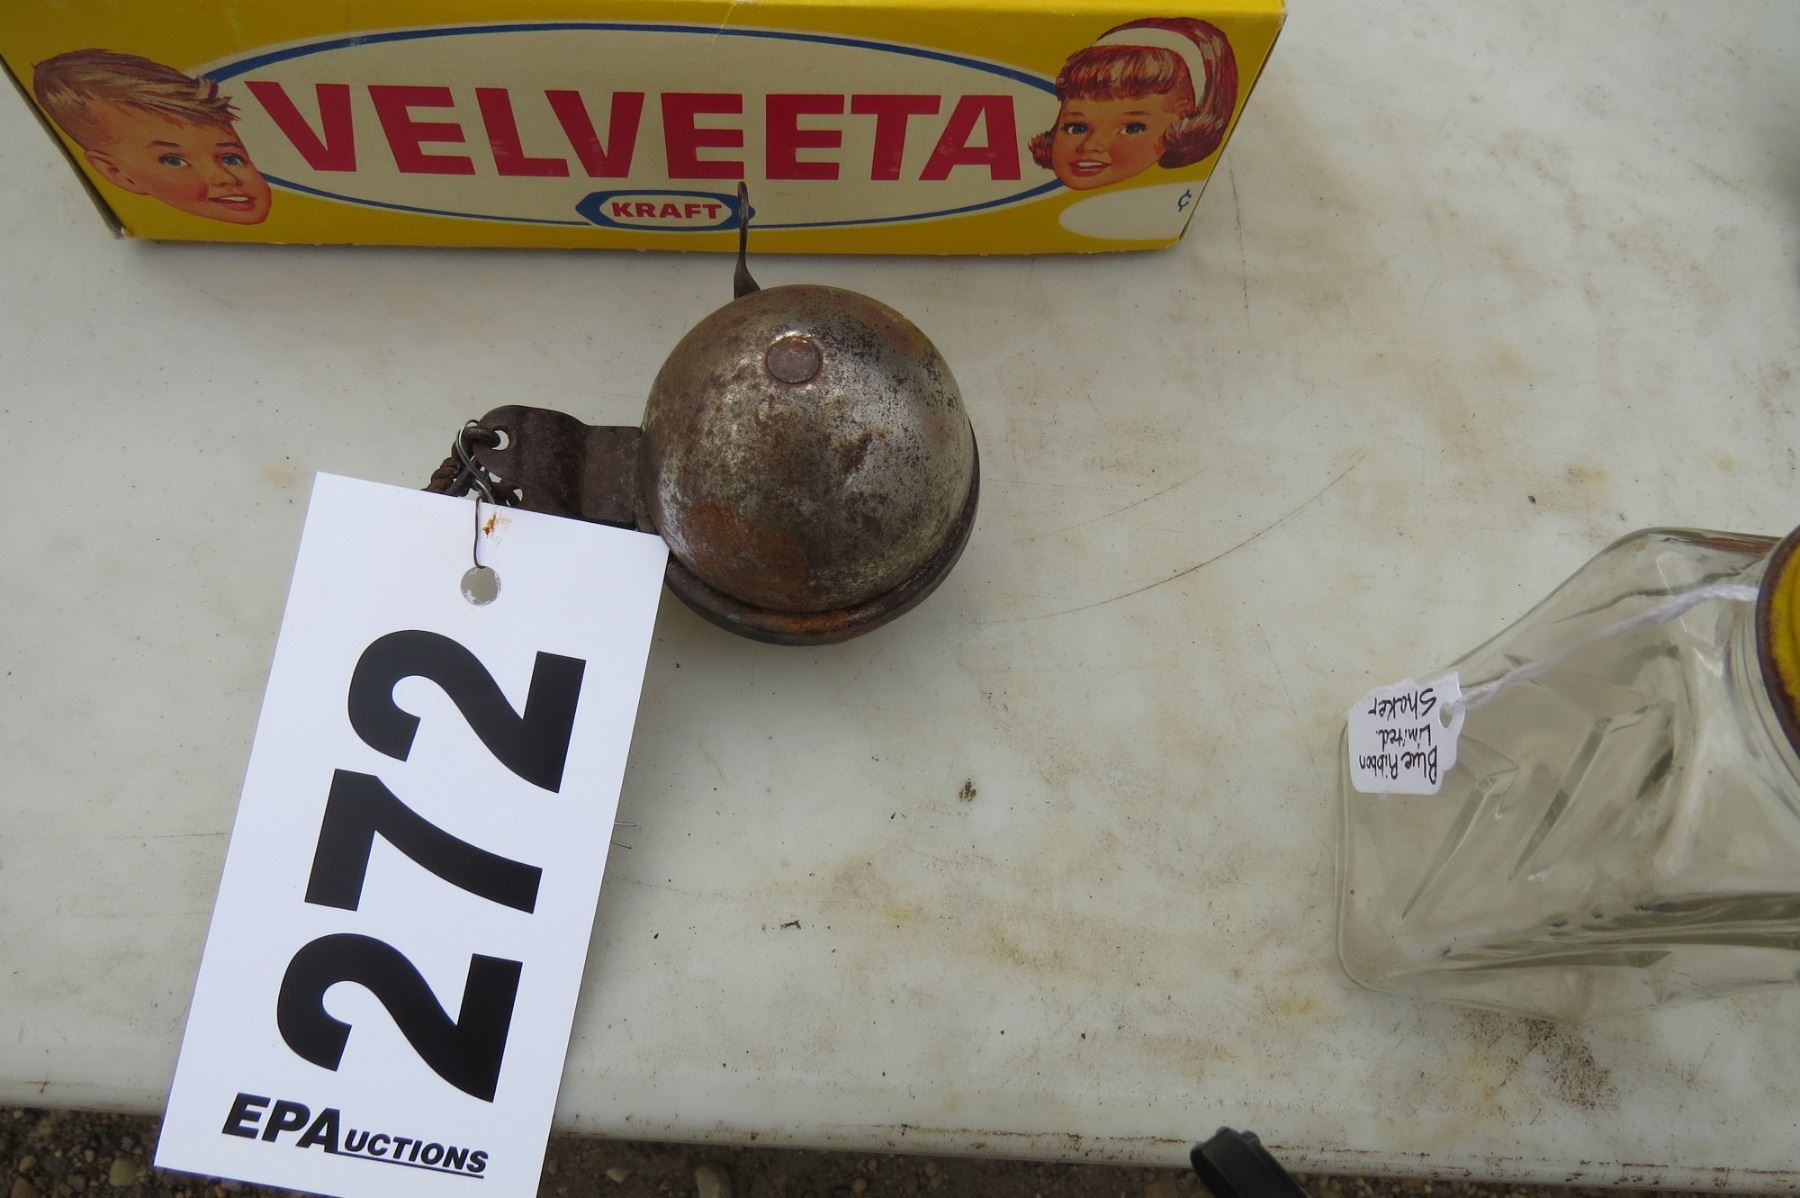 VELVEETA
KRAFT
¢
272
EPAUCTIONS
Blue Ribbon
Limited.
Shaker